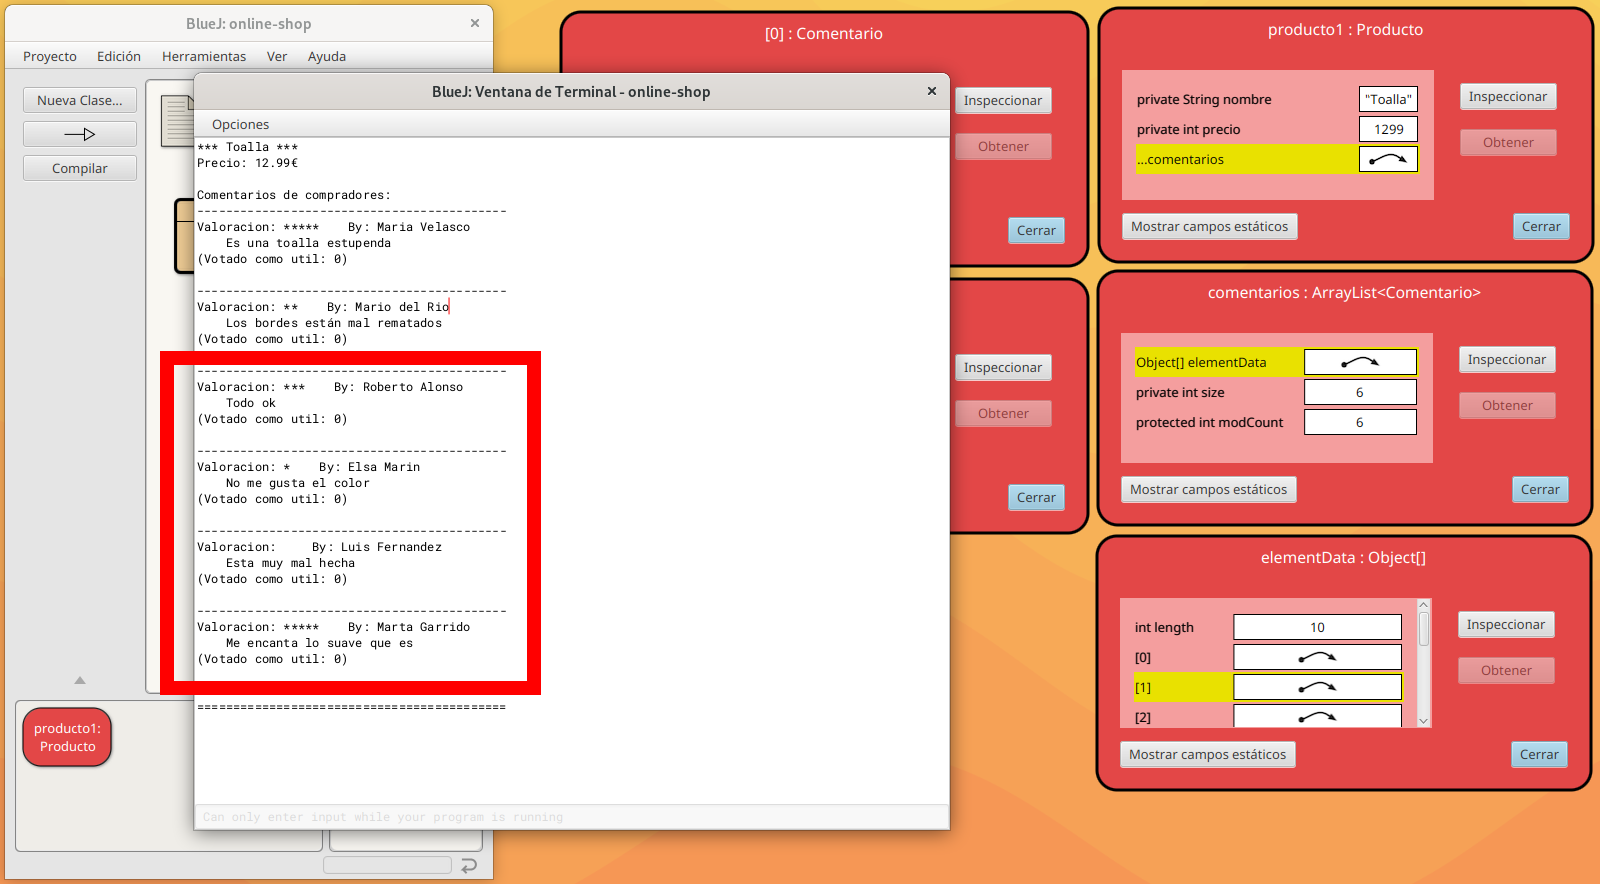 BlueJ: online-shop
Proyecto Edición Herramientas Ver Ayuda
Nueva Clase...
Compilar
producto1:
Producto
BlueJ: Ventana de Terminal - online-shop
Opciones
*** Toalla ***
Precio: 12.99€
Comentarios de compradores:
-------------------------------------------
Valoracion: *****    By: Maria Velasco
Es una toalla estupenda
(Votado como util: 0)
-------------------------------------------
Valoracion: **    By: Mario del Rio
Los bordes están mal rematados
(Votado como util: 0)
-------------------------------------------
Valoracion: ***    By: Roberto Alonso
Todo ok
(Votado como util: 0)
-------------------------------------------
Valoracion: *    By: Elsa Marin
No me gusta el color
(Votado como util: 0)
-------------------------------------------
Valoracion:     By: Luis Fernandez
Esta muy mal hecha
(Votado como util: 0)
-------------------------------------------
Valoracion: *****    By: Marta Garrido
Me encanta lo suave que es
(Votado como util: 0)
===========================================
Can only enter input while your program is running
[0] : Comentario
Inspeccionar
Obtener
Cerrar
Inspeccionar
Obtener
Cerrar
producto1 : Producto
private String nombre "Toalla"
private int precio 1299
...comentarios
Inspeccionar
Obtener
Mostrar campos estáticos
Cerrar
comentarios : ArrayList<Comentario>
Object[] elementData
private int size 6
protected int modCount 6
Inspeccionar
Obtener
Mostrar campos estáticos
Cerrar
elementData : Object[]
int length 10
[0]
[1]
[2]
Inspeccionar
Obtener
Mostrar campos estáticos
Cerrar